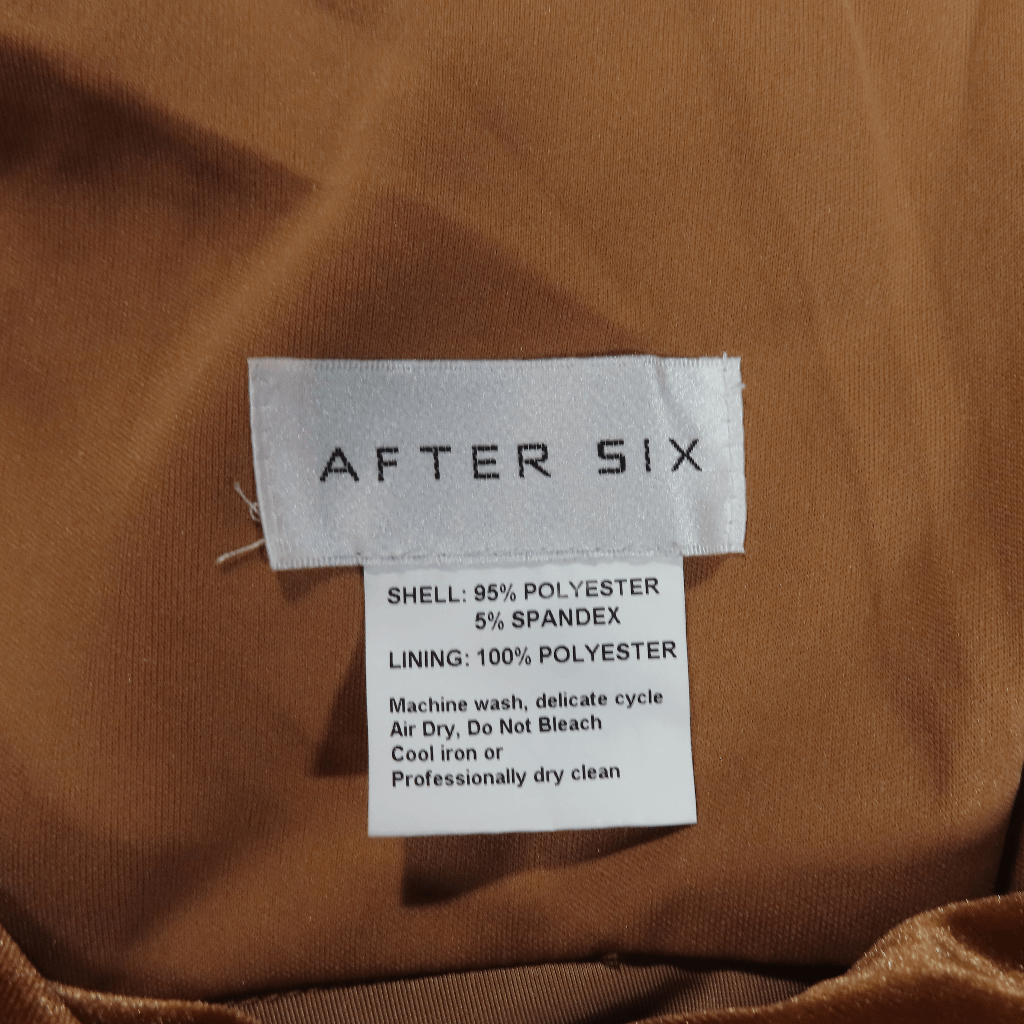 AFTER SIX
SHELL: 95% POLYESTER
5% SPANDEX
LINING: 100% POLYESTER
Machine wash, delicate cycle
Air Dry, Do Not Bleach
Cool iron or
Professionally dry clean